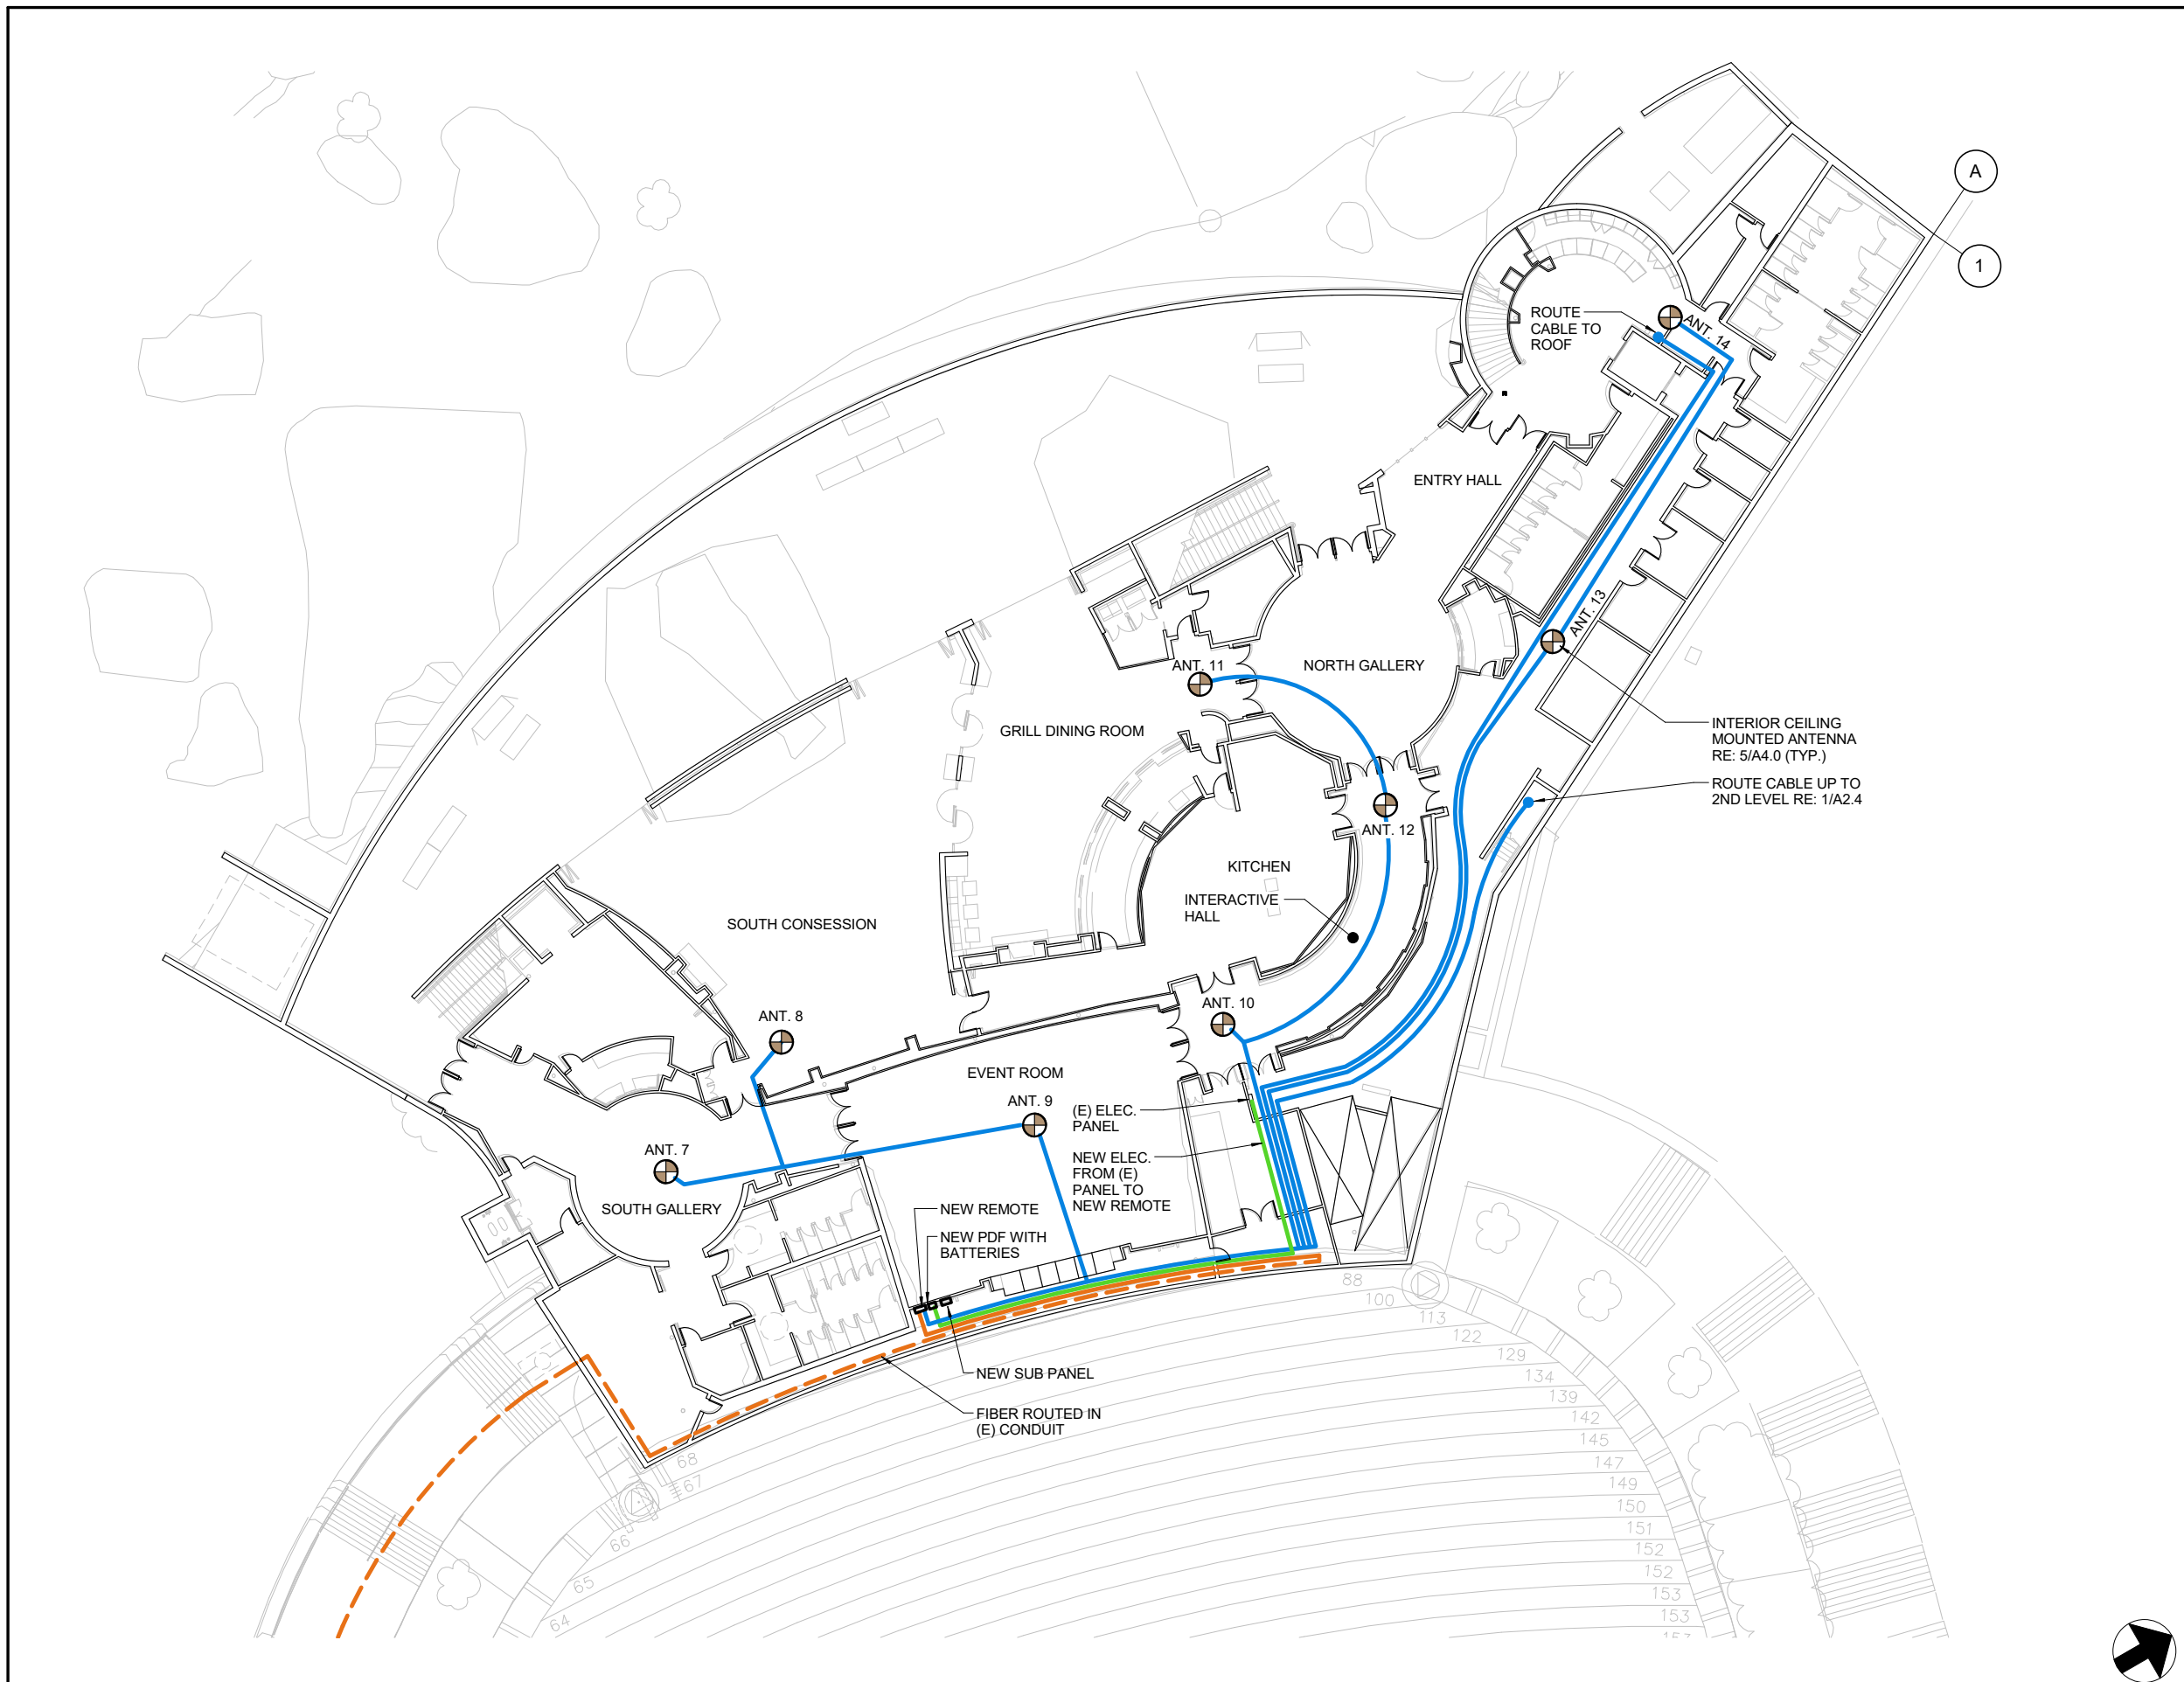 A
1
ROUTE
CABLE TO
ROOF
ANT. 14
ENTRY HALL
ANT. 13
ANT. 11
NORTH GALLERY
GRILL DINING ROOM
INTERIOR CEILING
MOUNTED ANTENNA
RE: 5/A4.0 (TYP.)
ROUTE CABLE UP TO
2ND LEVEL RE: 1/A2.4
ANT. 12
KITCHEN
INTERACTIVE
HALL
SOUTH CONSESSION
ANT. 10
ANT. 8
EVENT ROOM
ANT. 9
(E) ELEC.
PANEL
ANT. 7
NEW ELEC.
FROM (E)
PANEL TO
NEW REMOTE
SOUTH GALLERY
NEW REMOTE
NEW PDF WITH
BATTERIES
NEW SUB PANEL
FIBER ROUTED IN
(E) CONDUIT
88
100
113
122
129
134
139
142
145
147
149
150
151
152
152
153
153
68
67
66
65
64